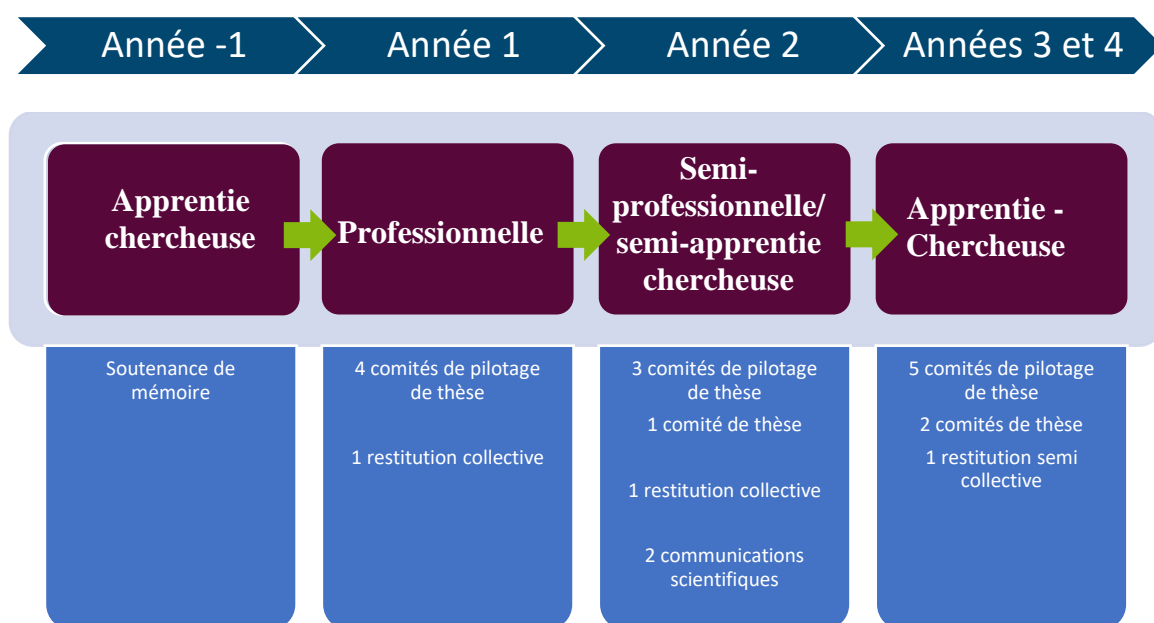 Année -1
Année 1
Année 2
Années 3 et 4
Apprentie
chercheuse
Professionnelle
Semi-
professionnelle/
semi-apprentie
chercheuse
Apprentie -
Chercheuse
Soutenance de
mémoire
4 comités de pilotage
de thèse
1 restitution collective
3 comités de pilotage
de thèse
1 comité de thèse
1 restitution collective
2 communications
scientifiques
5 comités de pilotage
de thèse
2 comités de thèse
1 restitution semi
collective